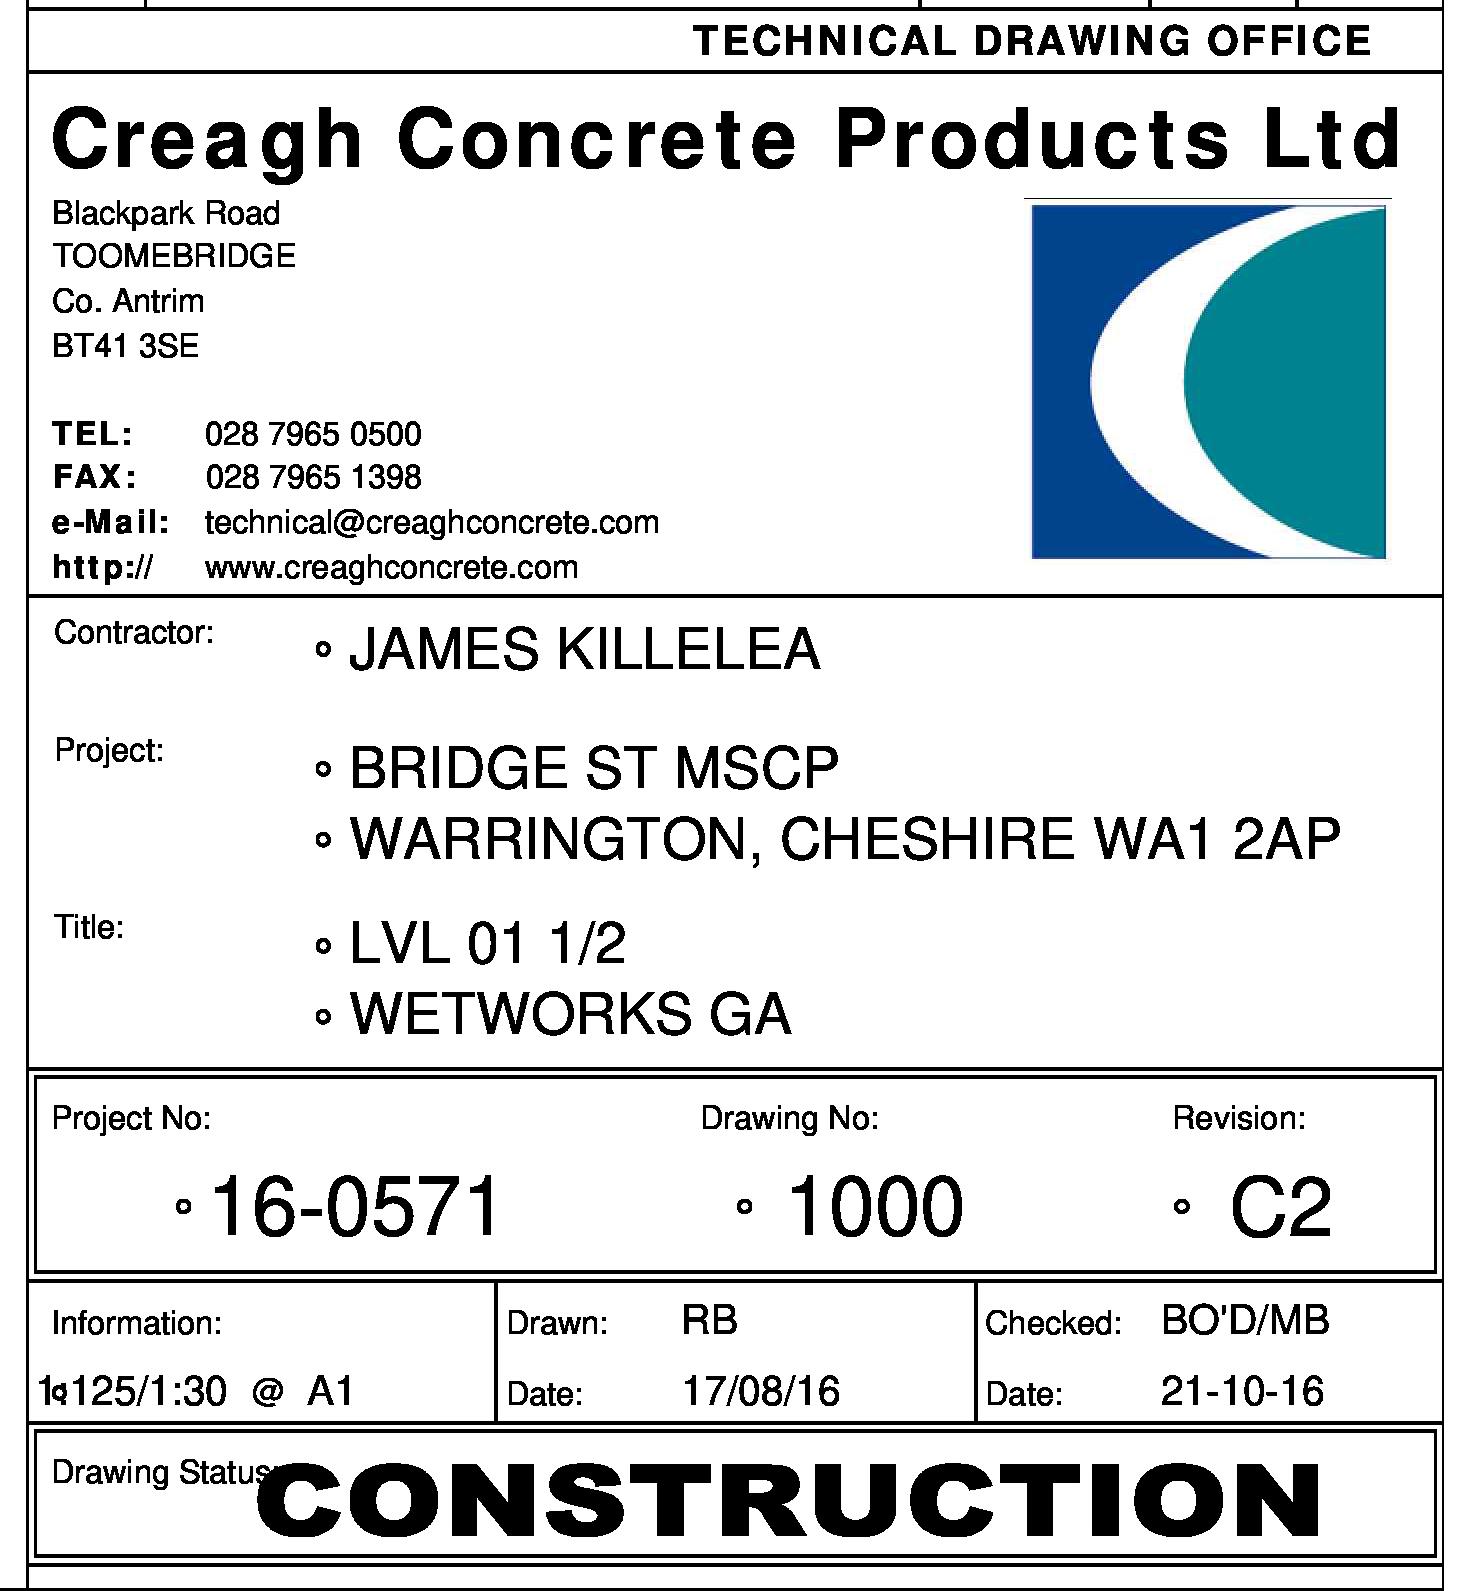 TECHNICAL DRAWING OFFICE
Creagh Concrete Products Ltd
Blackpark Road
TOOMEBRIDGE
Co. Antrim
BT41 3SE
TEL: 028 7965 0500
FAX: 028 7965 1398
e-Mail: technical@creaghconcrete.com
http:// www.creaghconcrete.com
Contractor: JAMES KILLELEA
Project: BRIDGE ST MSCP
WARRINGTON, CHESHIRE WA1 2AP
Title: LVL 01 1/2
WETWORKS GA
Project No: Drawing No: Revision:
16-0571 1000 C2
Information: Drawn: RB Checked: BO'D/MB
1:125/1:30 @ A1 Date: 17/08/16 Date: 21-10-16
Drawing Status: CONSTRUCTION